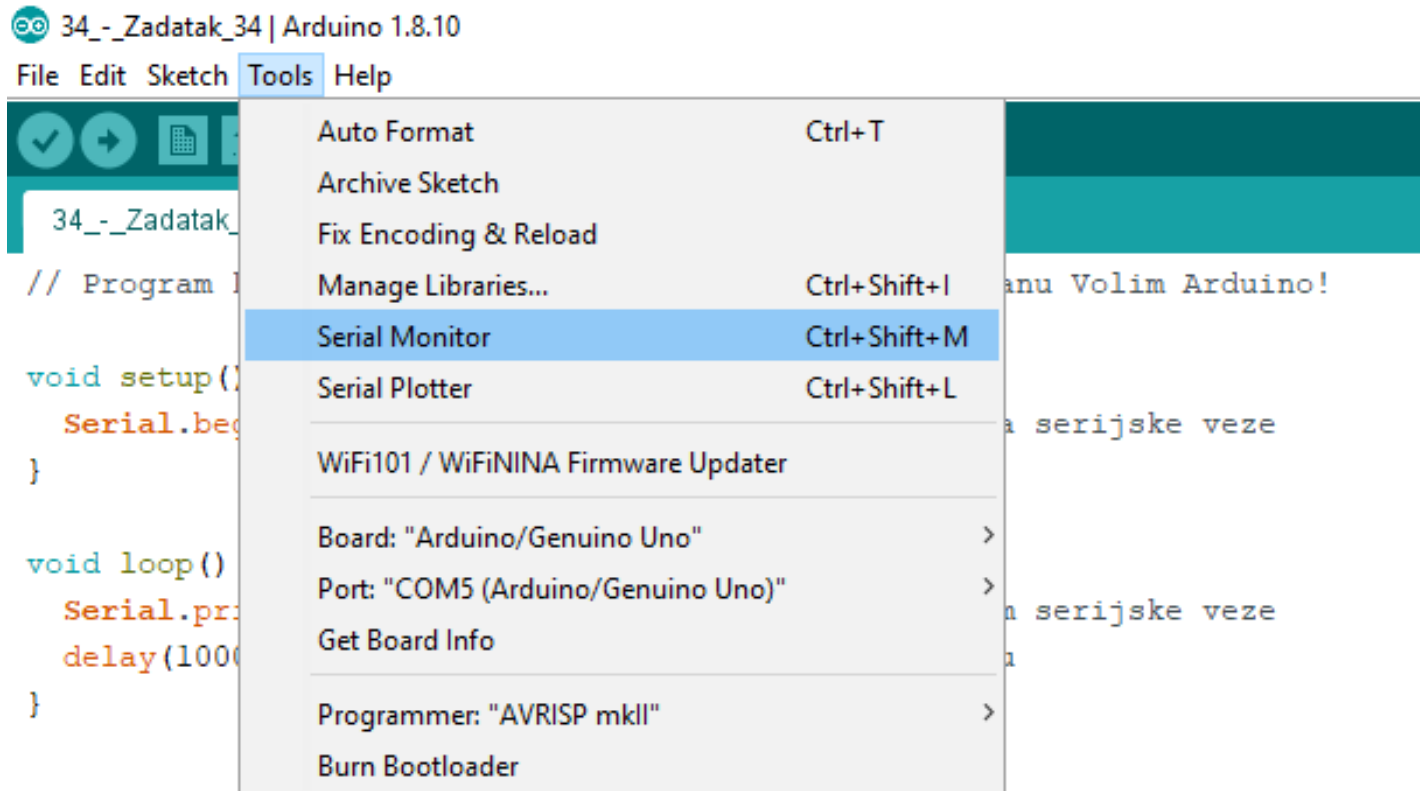 34_-_Zadatak_34 | Arduino 1.8.10
File Edit Sketch Tools Help
34_-_Zadatak_
Auto Format Ctrl+T
Archive Sketch
Fix Encoding & Reload
Manage Libraries... Ctrl+Shift+I
Serial Monitor Ctrl+Shift+M
Serial Plotter Ctrl+Shift+L
WiFi101 / WiFiNINA Firmware Updater
Board: "Arduino/Genuino Uno"
Port: "COM5 (Arduino/Genuino Uno)"
Get Board Info
Programmer: "AVRISP mkII"
Burn Bootloader
// Program anu Volim Arduino!
void setup()
Serial.beg serijske veze
}
void loop()
Serial.pri serijske veze
delay(1000
}